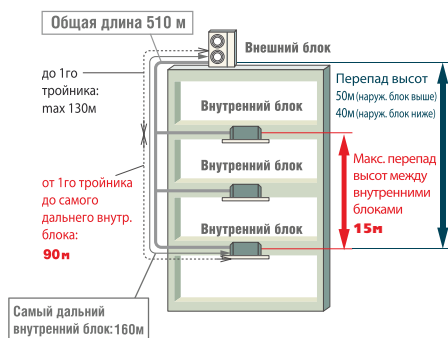 Общая длина 510 м
Внешний блок
до 1го
тройника:
max 130м
Перепад высот
50м (наруж. блок выше)
40м (наруж. блок ниже)
Внутренний блок
Внутренний блок
Внутренний блок
Макс. перепад
высот между
внутренними
блоками
15м
от 1го тройника
до самого
дальнего внутр.
блока:
90м
Самый дальний
внутренний блок: 160м